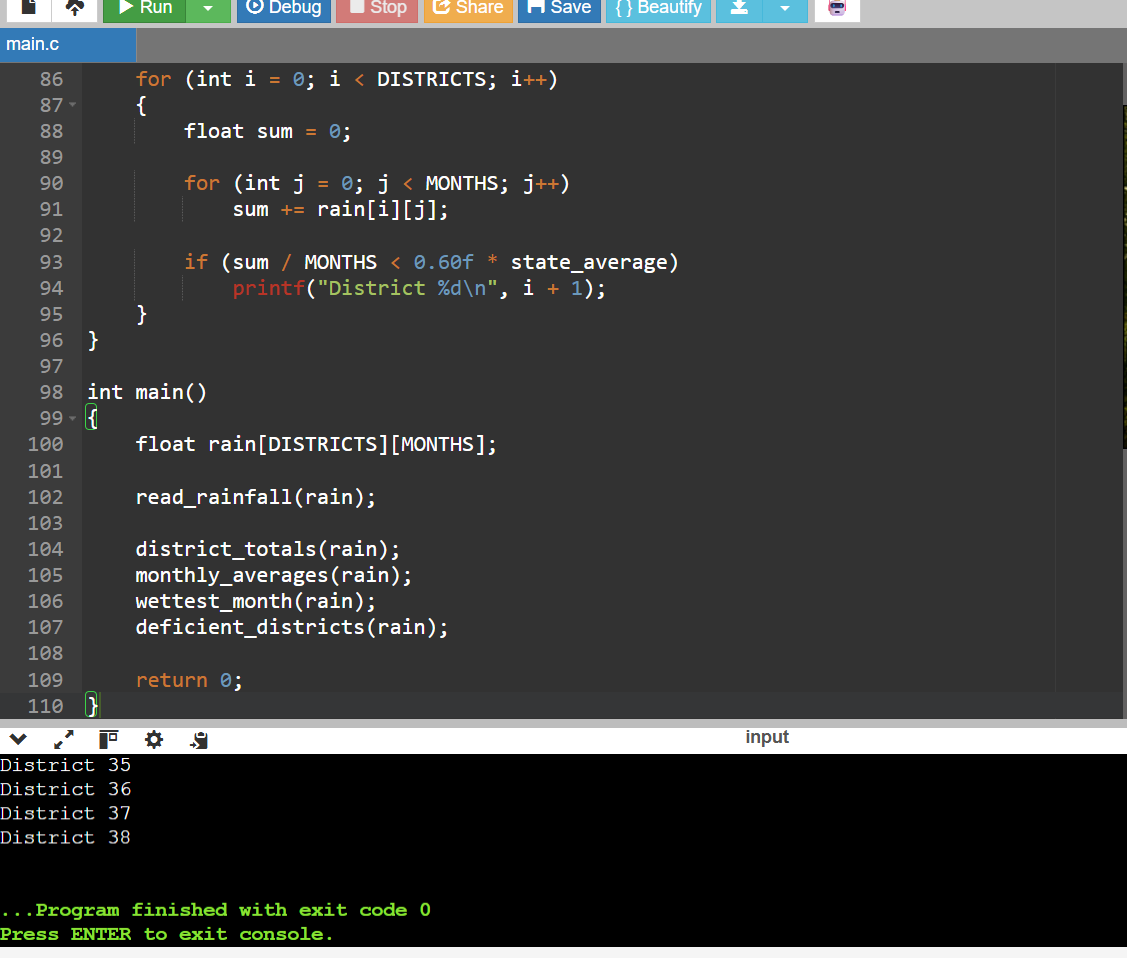 Run Debug Stop Share Save { } Beautify
main.c
86 for (int i = 0; i < DISTRICTS; i++)
87 {
88 float sum = 0;
89
90 for (int j = 0; j < MONTHS; j++)
91 sum += rain[i][j];
92
93 if (sum / MONTHS < 0.60f * state_average)
94 printf("District %d\n", i + 1);
95 }
96 }
97
98 int main()
99 {
100 float rain[DISTRICTS][MONTHS];
101
102 read_rainfall(rain);
103
104 district_totals(rain);
105 monthly_averages(rain);
106 wettest_month(rain);
107 deficient_districts(rain);
108
109 return 0;
110 }
input
District 35
District 36
District 37
District 38
...Program finished with exit code 0
Press ENTER to exit console.